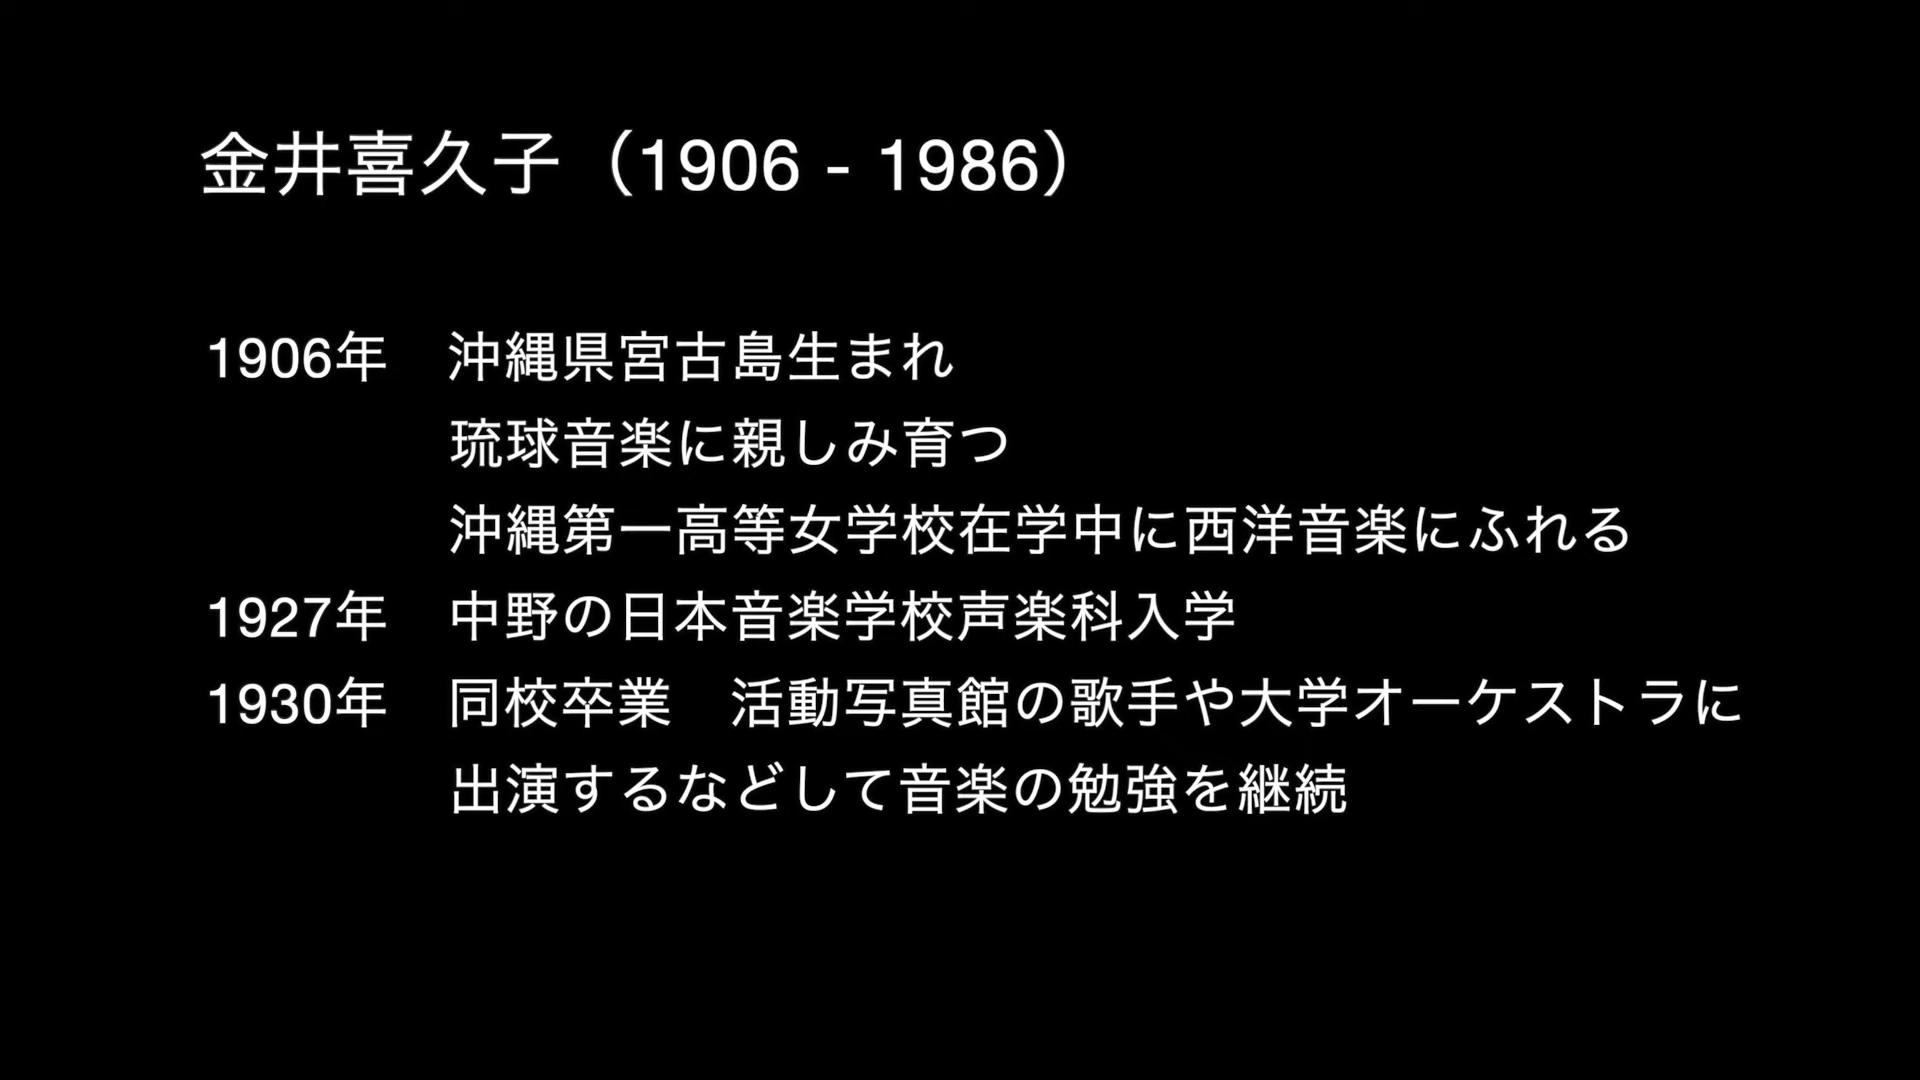 金井喜久子（1906 - 1986）
1906年　沖縄県宮古島生まれ
琉球音楽に親しみ育つ
沖縄第一高等女学校在学中に西洋音楽にふれる
1927年　中野の日本音楽学校声楽科入学
1930年　同校卒業　活動写真館の歌手や大学オーケストラに
出演するなどして音楽の勉強を継続